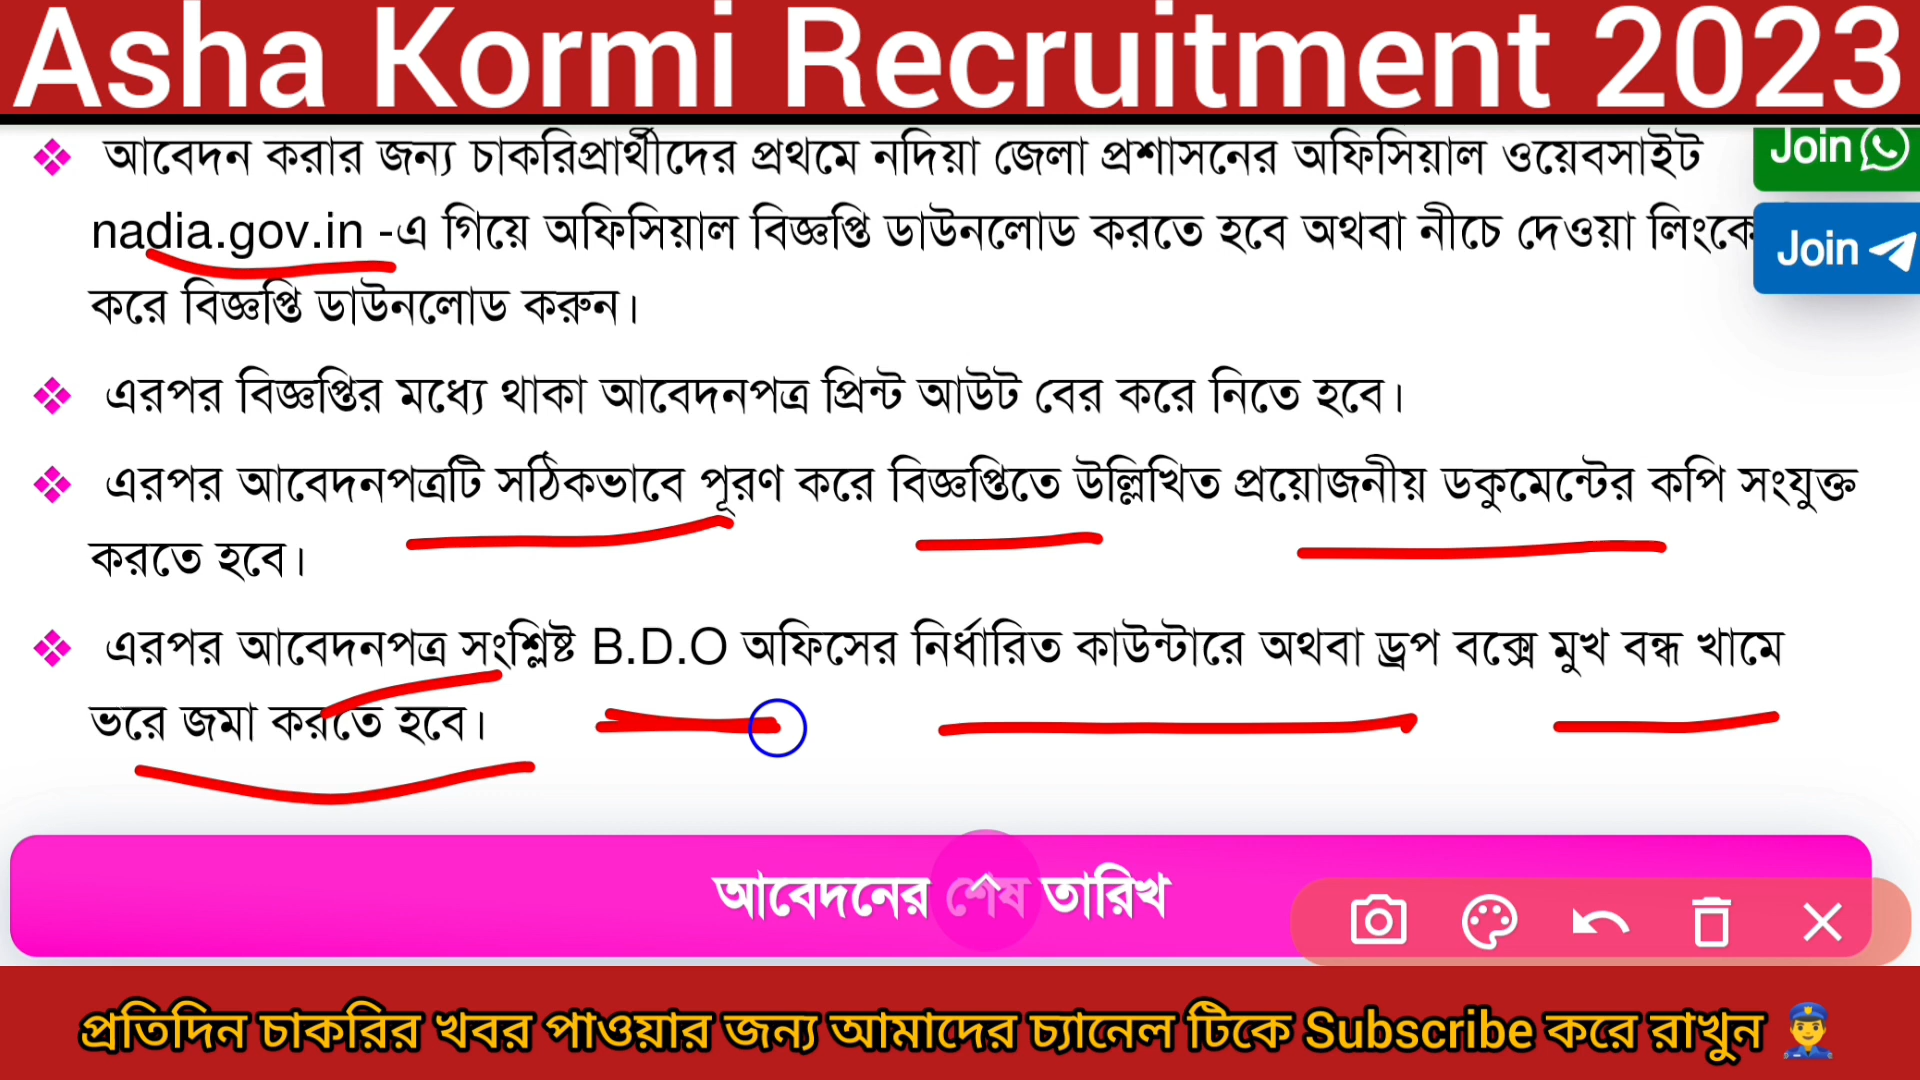 Asha Kormi Recruitment 2023
আবেদন করার জন্য চাকরিপ্রার্থীদের প্রথমে নদিয়া জেলা প্রশাসনের অফিসিয়াল ওয়েবসাইট
Join
nadia.gov.in -এ গিয়ে অফিসিয়াল বিজ্ঞপ্তি ডাউনলোড করতে হবে অথবা নীচে দেওয়া লিংকে
Join
করে বিজ্ঞপ্তি ডাউনলোড করুন।
এরপর বিজ্ঞপ্তির মধ্যে থাকা আবেদনপত্র প্রিন্ট আউট বের করে নিতে হবে।
এরপর আবেদনপত্রটি সঠিকভাবে পূরণ করে বিজ্ঞপ্তিতে উল্লিখিত প্রয়োজনীয় ডকুমেন্টের কপি সংযুক্ত
করতে হবে।
এরপর আবেদনপত্র সংশ্লিষ্ট B.D.O অফিসের নির্ধারিত কাউন্টারে অথবা ড্রপ বক্সে মুখ বন্ধ খামে
ভরে জমা করতে হবে।
আবেদনের শেষ তারিখ
প্রতিদিন চাকরির খবর পাওয়ার জন্য আমাদের চ্যানেল টিকে Subscribe করে রাখুন